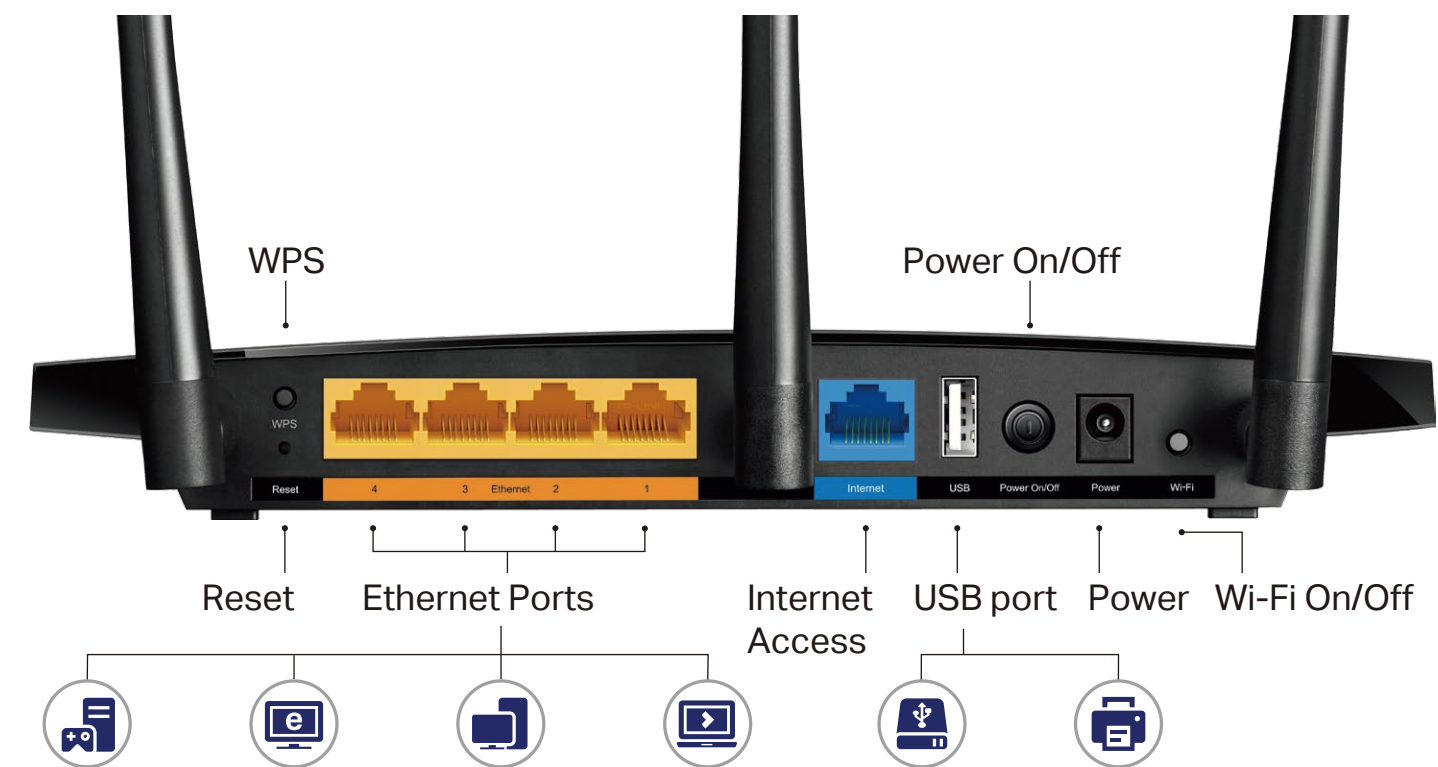 WPS
Power On/Off
WPS
Reset
4
3
Ethernet
2
1
Internet
USB
Power On/Off
Power
Wi-Fi
Reset
Ethernet Ports
Internet
Access
USB port
Power
Wi-Fi On/Off
e